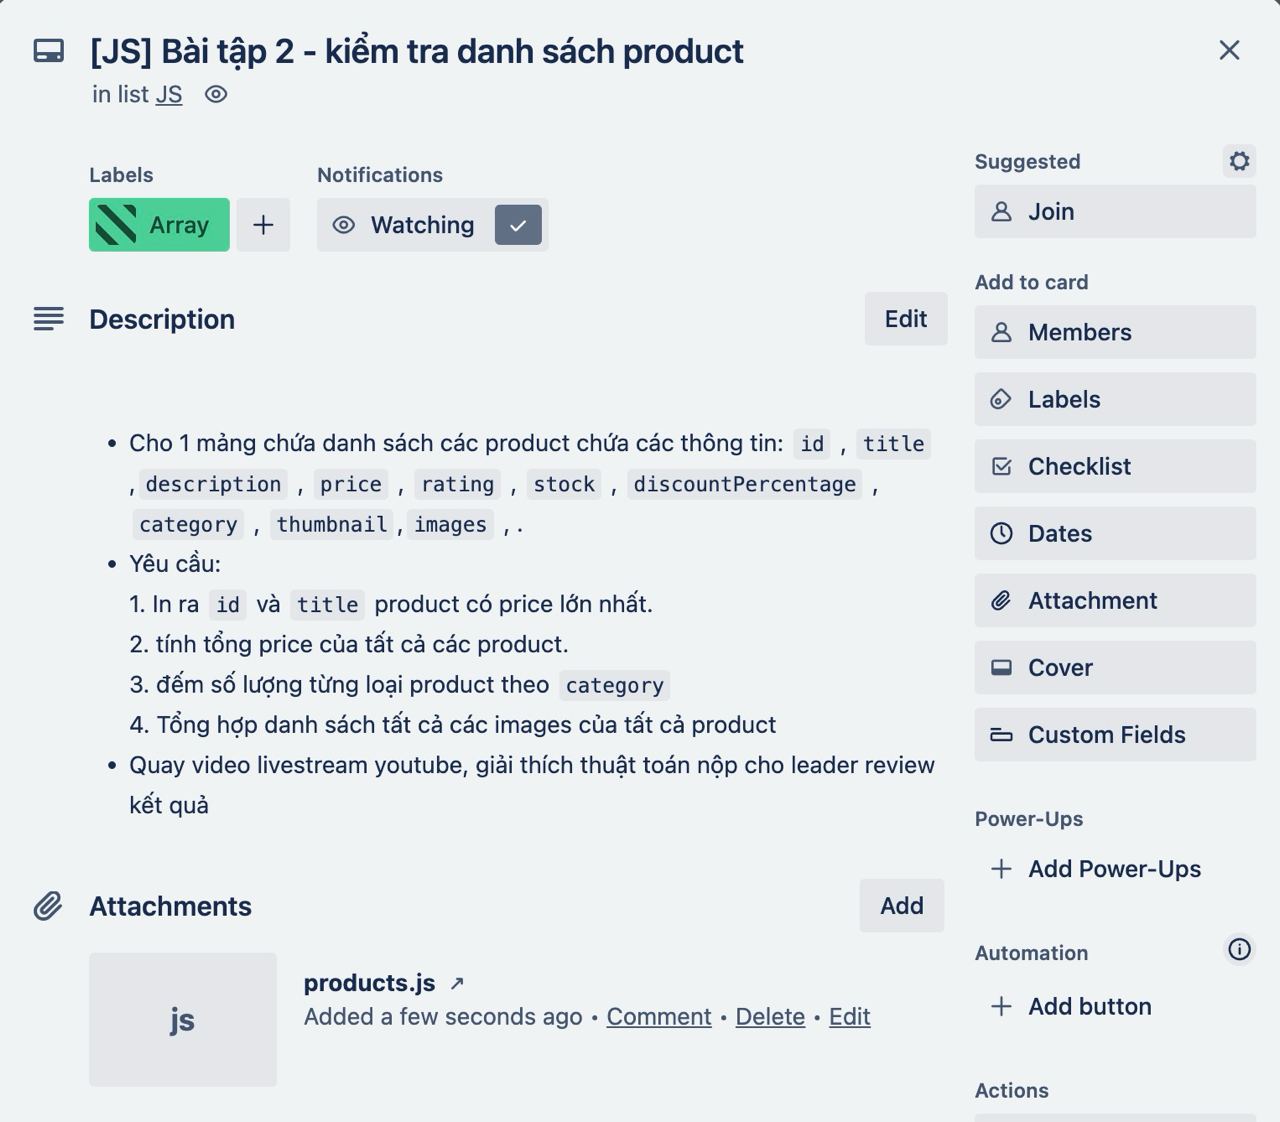 [JS] Bài tập 2 - kiểm tra danh sách product
in list JS
Labels
Notifications
Array
Watching
Description
Edit
• Cho 1 mảng chứa danh sách các product chứa các thông tin: id , title
, description , price , rating , stock , discountPercentage ,
category , thumbnail , images , .
• Yêu cầu:
1. In ra id và title product có price lớn nhất.
2. tính tổng price của tất cả các product.
3. đếm số lượng từng loại product theo category
4. Tổng hợp danh sách tất cả các images của tất cả product
• Quay video livestream youtube, giải thích thuật toán nộp cho leader review
kết quả
Attachments
Add
js
products.js ↗
Added a few seconds ago • Comment • Delete • Edit
Suggested
Join
Add to card
Members
Labels
Checklist
Dates
Attachment
Cover
Custom Fields
Power-Ups
+ Add Power-Ups
Automation
+ Add button
Actions